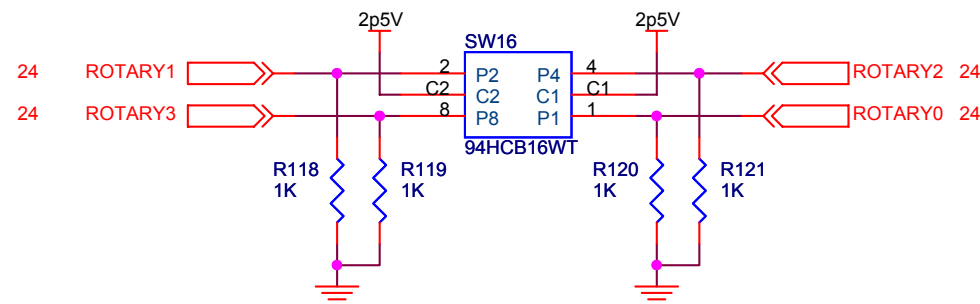 2p5V 2p5V
SW16
24 ROTARY1 2 P2 P4 4 ROTARY2 24
C2 C2 C1 C1
24 ROTARY3 8 P8 P1 1 ROTARY0 24
94HCB16WT
R118 R119 R120 R121
1K 1K 1K 1K